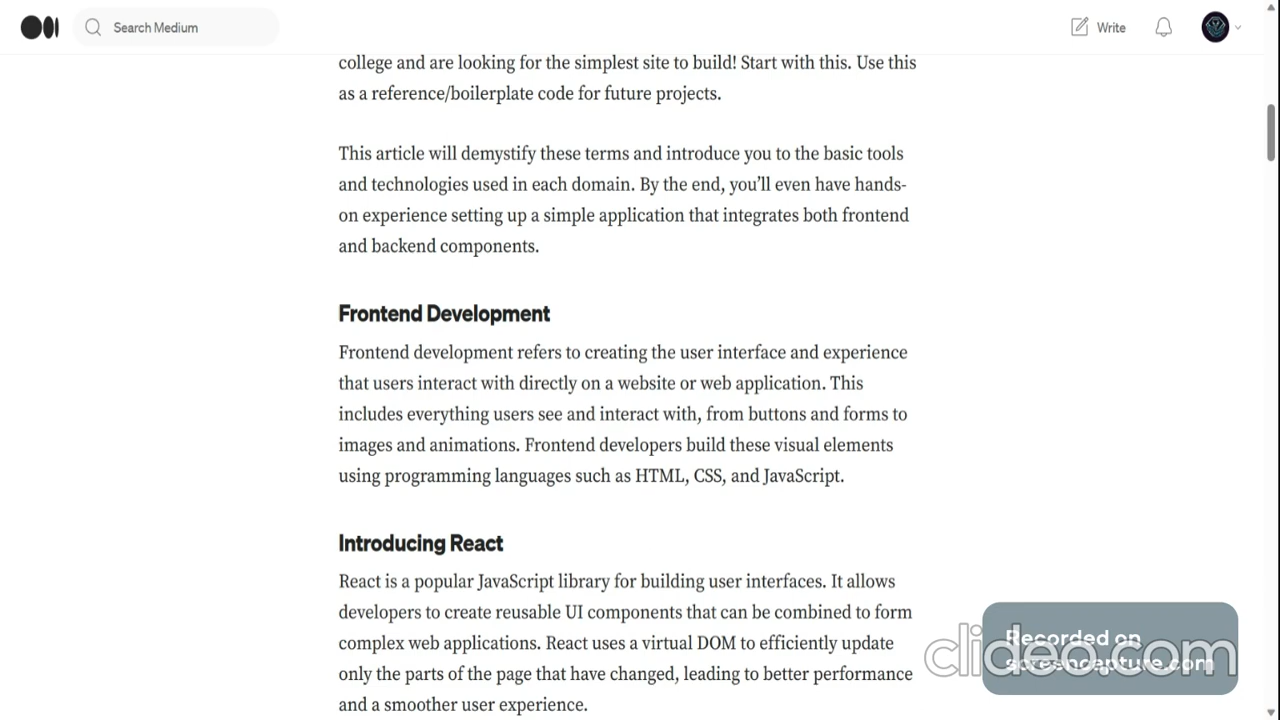 Search Medium
Write
college and are looking for the simplest site to build! Start with this. Use this
as a reference/boilerplate code for future projects.
This article will demystify these terms and introduce you to the basic tools
and technologies used in each domain. By the end, you’ll even have hands-
on experience setting up a simple application that integrates both frontend
and backend components.
Frontend Development
Frontend development refers to creating the user interface and experience
that users interact with directly on a website or web application. This
includes everything users see and interact with, from buttons and forms to
images and animations. Frontend developers build these visual elements
using programming languages such as HTML, CSS, and JavaScript.
Introducing React
React is a popular JavaScript library for building user interfaces. It allows
developers to create reusable UI components that can be combined to form
complex web applications. React uses a virtual DOM to efficiently update
only the parts of the page that have changed, leading to better performance
and a smoother user experience.
Recorded on
screencapture.com
clideo.com